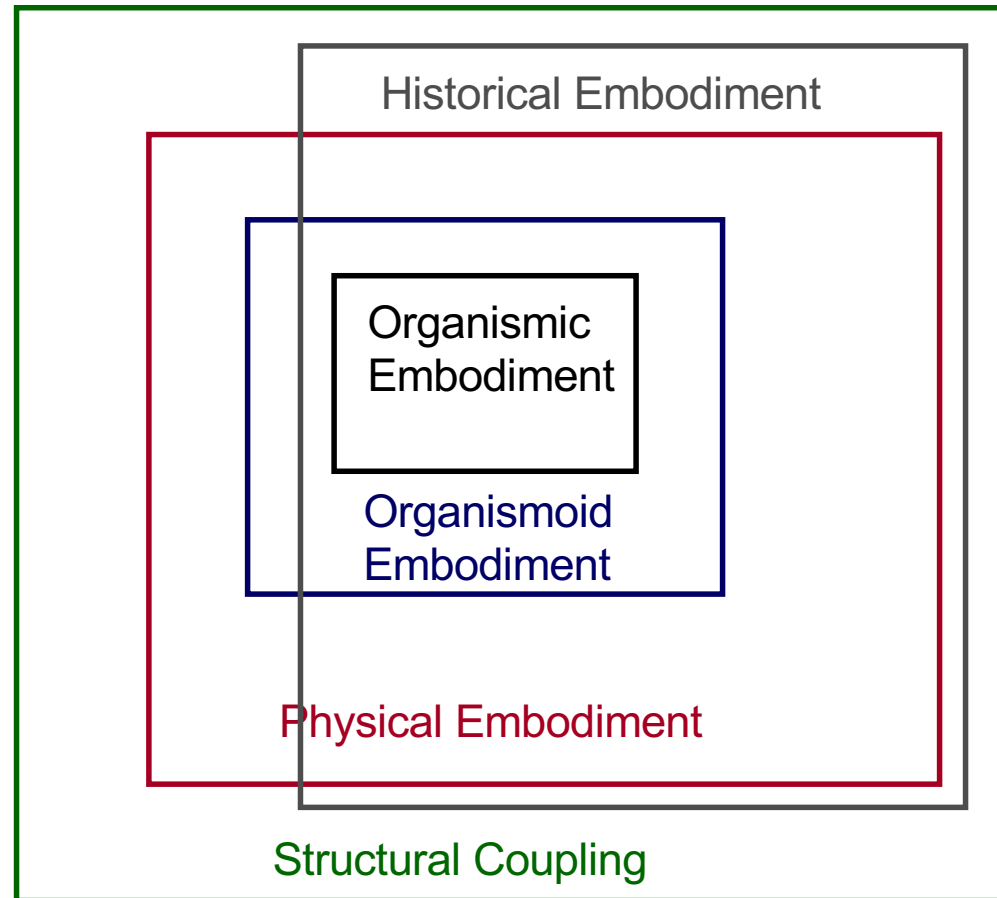 Historical Embodiment
Organismic
Embodiment
Organismoid
Embodiment
Physical Embodiment
Structural Coupling